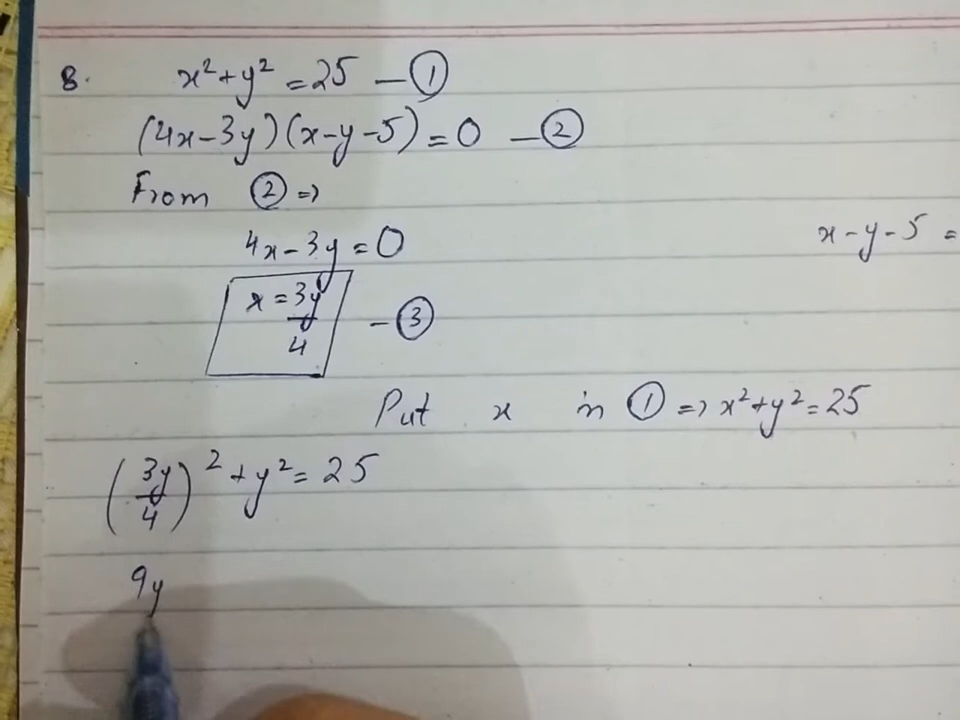 8. x² + y² = 25 — ①
(4x - 3y)(x - y - 5) = 0 — ②
From ② ⇒
4x - 3y = 0 x - y - 5 =
x = 3y/4 — ③
Put x in ① ⇒ x² + y² = 25
(3y/4)² + y² = 25
9y